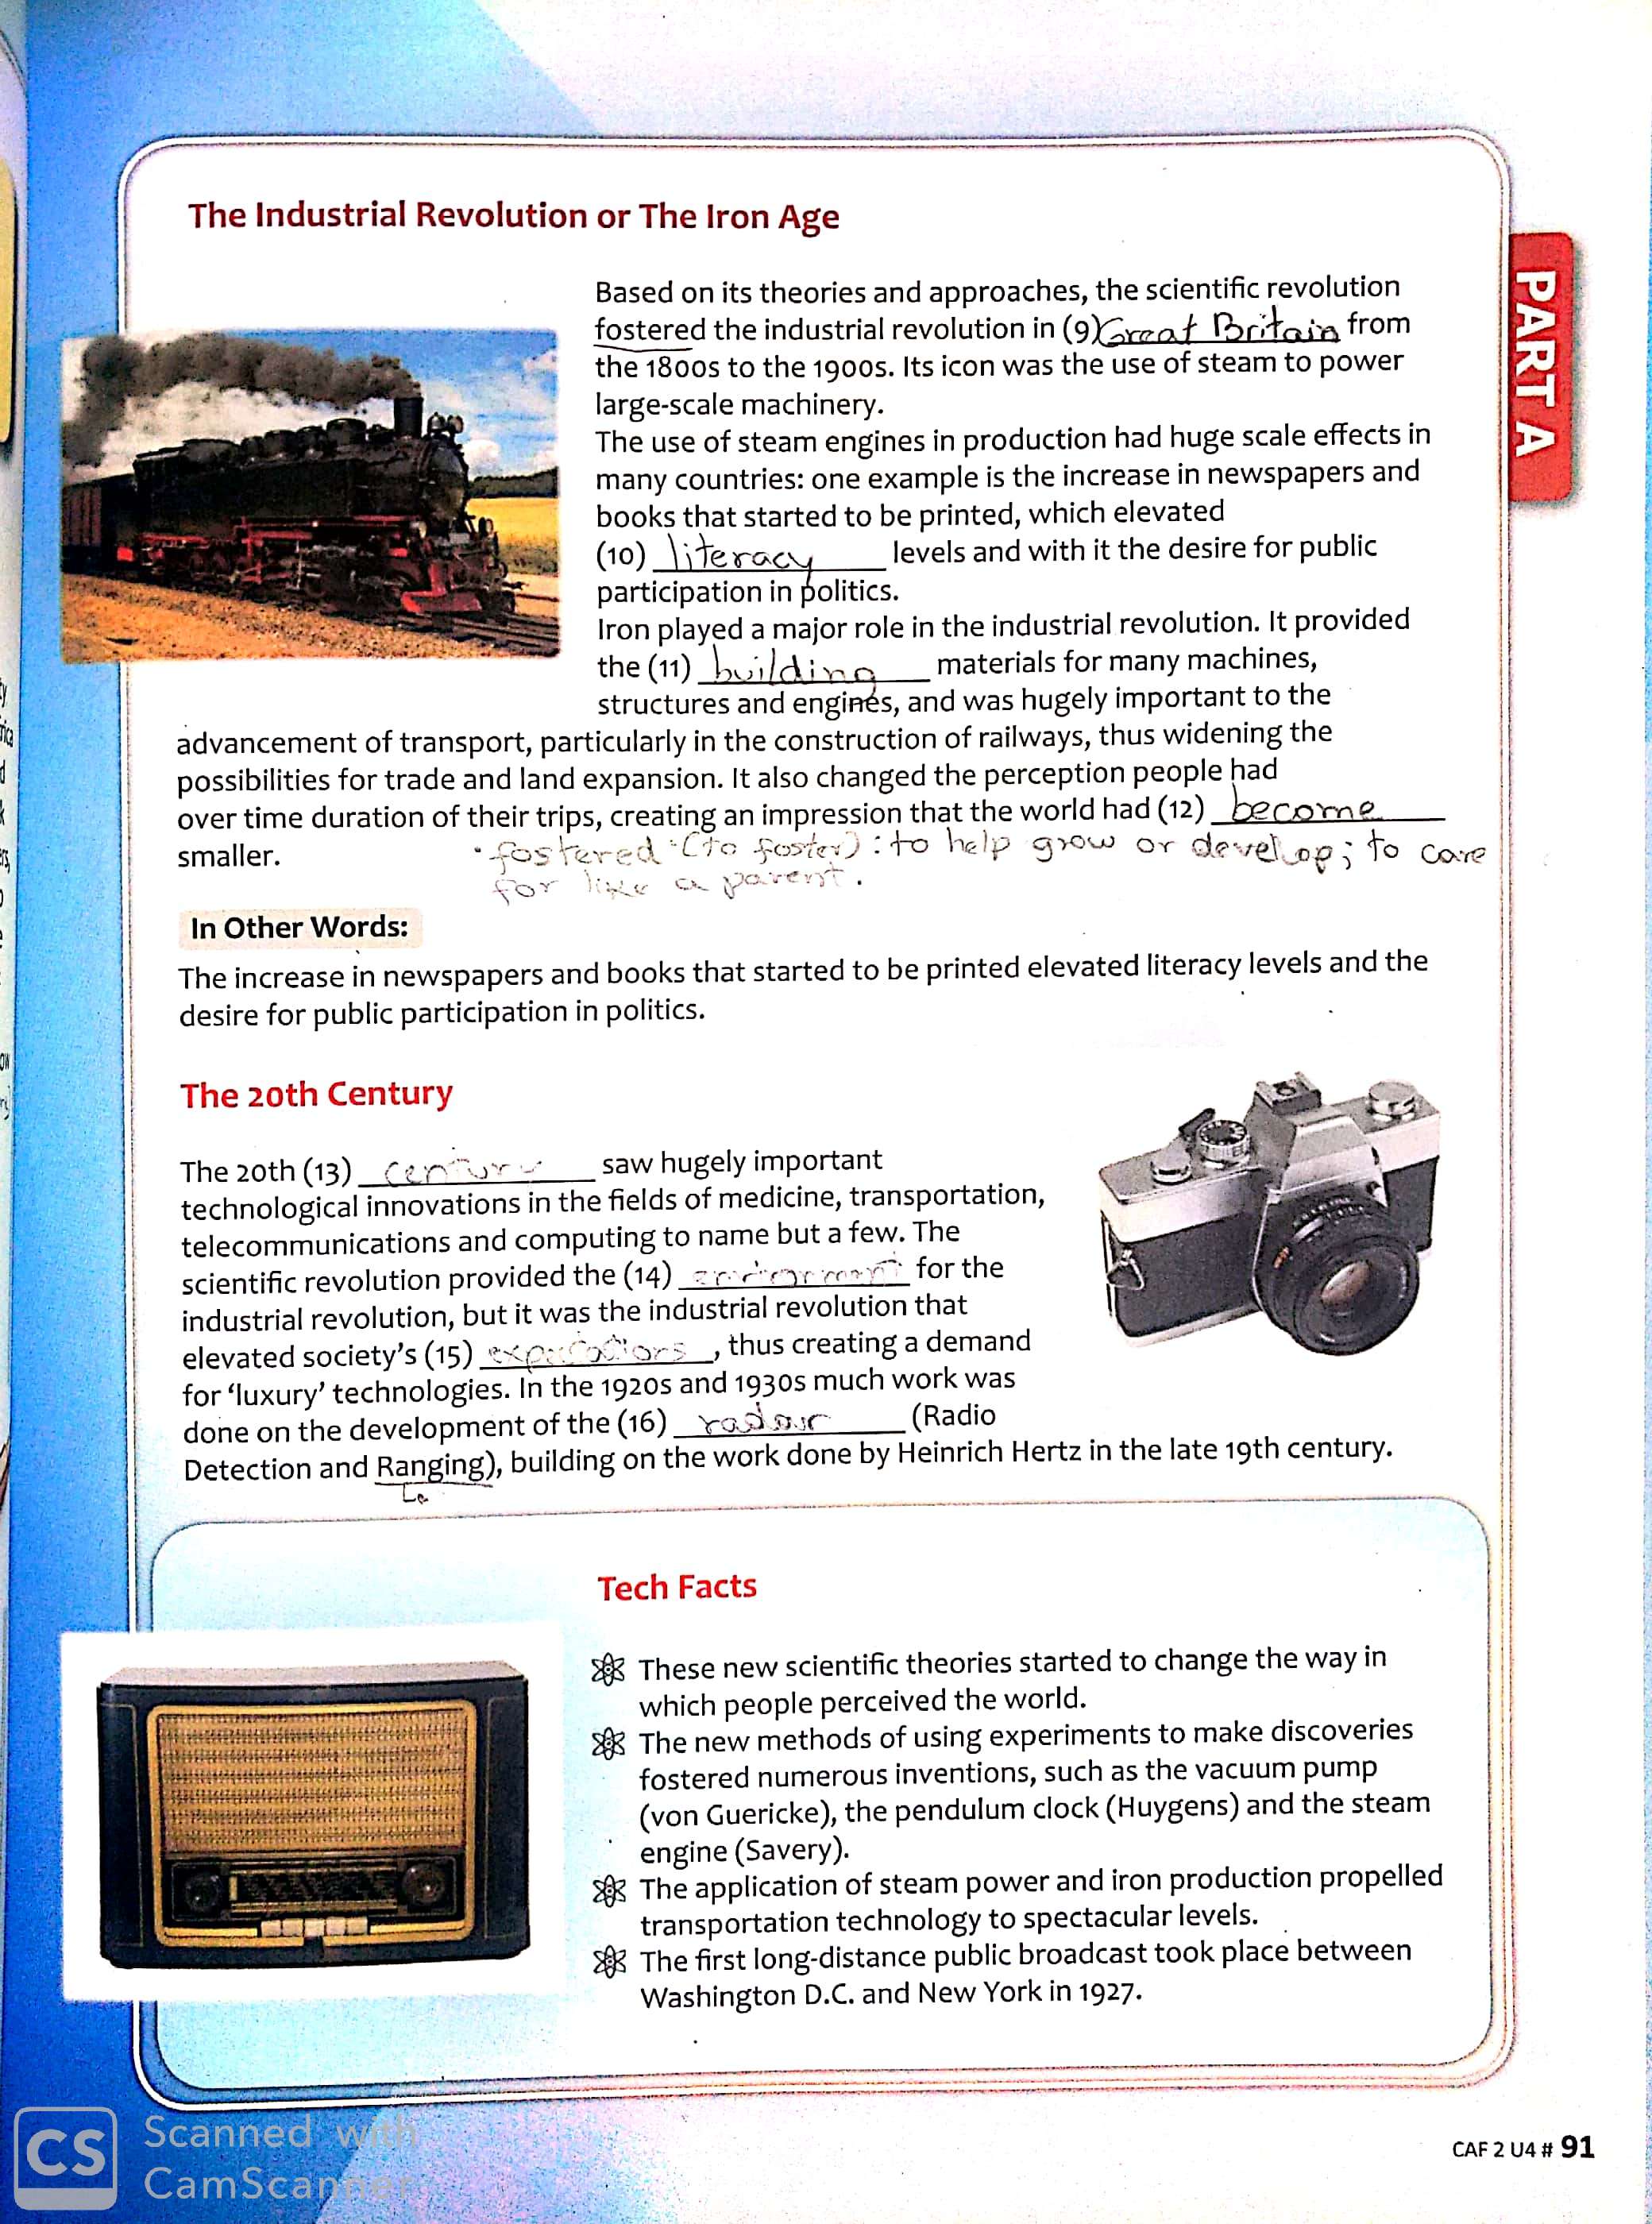 The Industrial Revolution or The Iron Age
Based on its theories and approaches, the scientific revolution
fostered the industrial revolution in (9) Great Britain from
the 1800s to the 1900s. Its icon was the use of steam to power
large-scale machinery.
The use of steam engines in production had huge scale effects in
many countries: one example is the increase in newspapers and
books that started to be printed, which elevated
(10) literacy levels and with it the desire for public
participation in politics.
Iron played a major role in the industrial revolution. It provided
the (11) building materials for many machines,
structures and engines, and was hugely important to the
advancement of transport, particularly in the construction of railways, thus widening the
possibilities for trade and land expansion. It also changed the perception people had
over time duration of their trips, creating an impression that the world had (12) become
smaller.
• fostered (to foster): to help grow or develop; to care
for like a parent.
In Other Words:
The increase in newspapers and books that started to be printed elevated literacy levels and the
desire for public participation in politics.
The 20th Century
The 20th (13) century saw hugely important
technological innovations in the fields of medicine, transportation,
telecommunications and computing to name but a few. The
scientific revolution provided the (14) for the
industrial revolution, but it was the industrial revolution that
elevated society's (15) expectations, thus creating a demand
for 'luxury' technologies. In the 1920s and 1930s much work was
done on the development of the (16) radar (Radio
Detection and Ranging), building on the work done by Heinrich Hertz in the late 19th century.
Tech Facts
These new scientific theories started to change the way in
which people perceived the world.
The new methods of using experiments to make discoveries
fostered numerous inventions, such as the vacuum pump
(von Guericke), the pendulum clock (Huygens) and the steam
engine (Savery).
The application of steam power and iron production propelled
transportation technology to spectacular levels.
The first long-distance public broadcast took place between
Washington D.C. and New York in 1927.
PART A
CAF 2 U4 # 91
CS
Scanned with
CamScanner